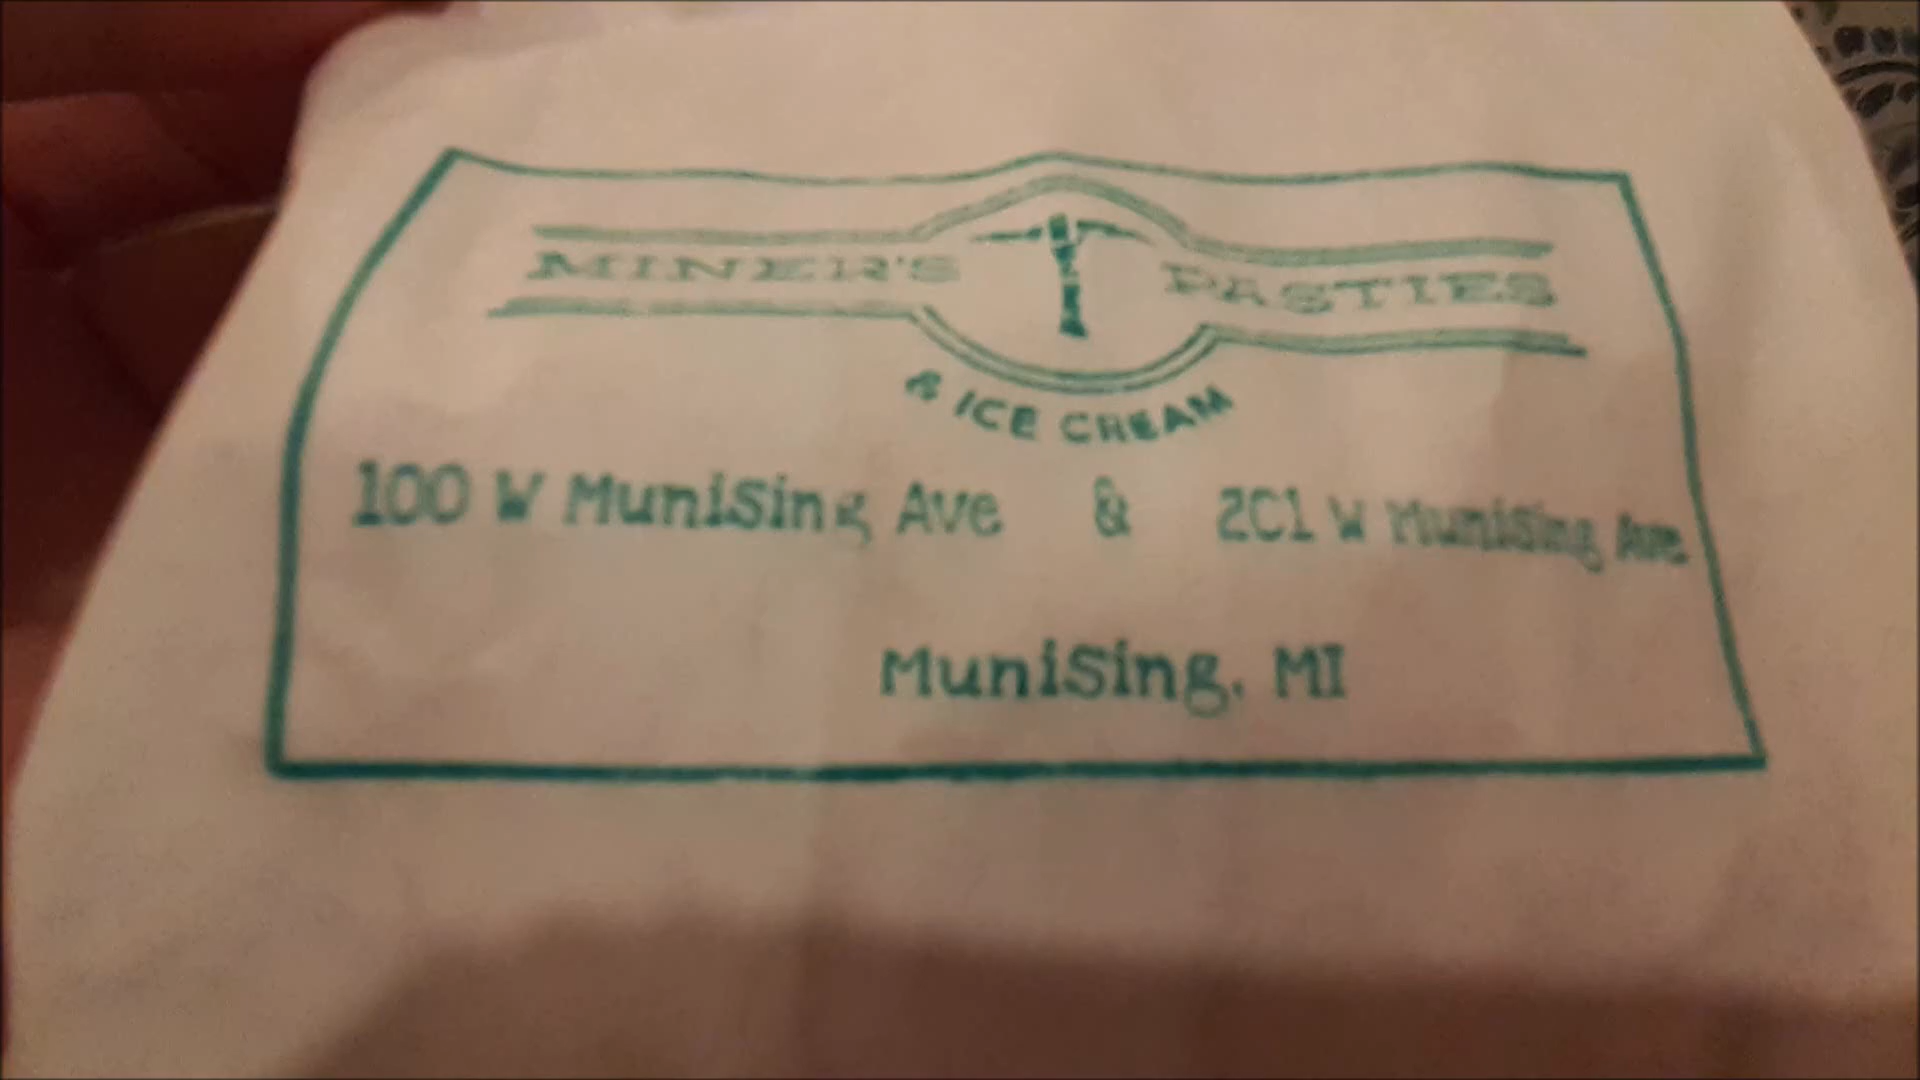 MINER'S PASTIES
& ICE CREAM
100 W Munising Ave & 201 W Munising Ave
Munising, MI